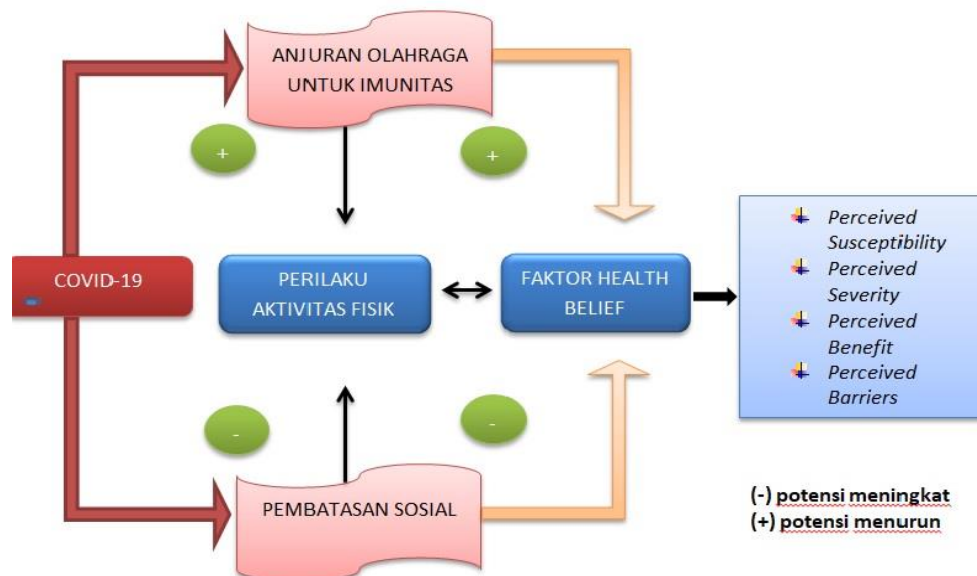 ANJURAN OLAHRAGA
UNTUK IMUNITAS
+
+
COVID-19
PERILAKU
AKTIVITAS FISIK
FAKTOR HEALTH
BELIEF
Perceived
Susceptibility
Perceived
Severity
Perceived
Benefit
Perceived
Barriers
-
-
PEMBATASAN SOSIAL
(-) potensi meningkat
(+) potensi menurun